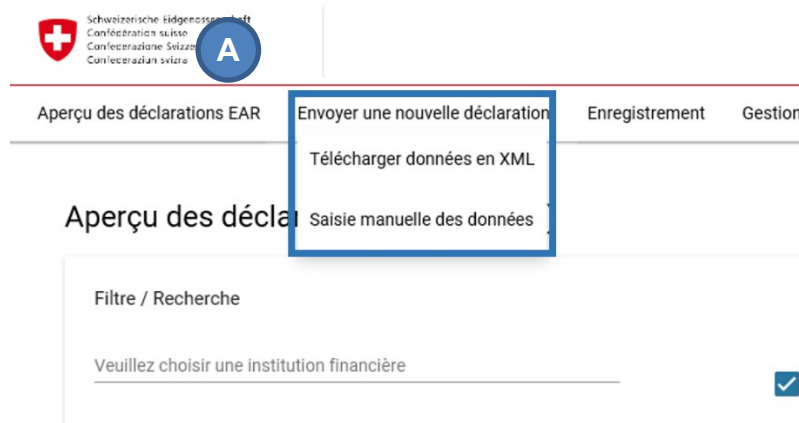 Schweizerische Eidgenossenschaft
Confédération suisse
Confederazione Svizzera
Confederaziun svizra
A
Aperçu des déclarations EAR Envoyer une nouvelle déclaration Enregistrement Gestion
Télécharger données en XML
Aperçu des décla
Saisie manuelle des données
Filtre / Recherche
Veuillez choisir une institution financière